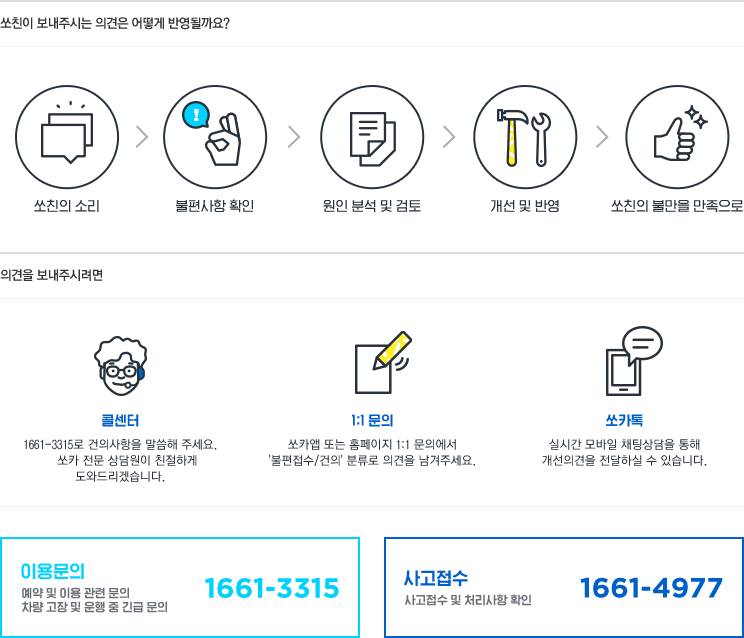 쏘친이 보내주시는 의견은 어떻게 반영될까요?
!
쏘친의 소리
불편사항 확인
원인 분석 및 검토
개선 및 반영
쏘친의 불만을 만족으로
의견을 보내주시려면
콜센터
1661-3315로 건의사항을 말씀해 주세요.
쏘카 전문 상담원이 친절하게
도와드리겠습니다.
1:1 문의
쏘카앱 또는 홈페이지 1:1 문의에서
'불편접수/건의' 분류로 의견을 남겨주세요.
쏘카톡
실시간 모바일 채팅상담을 통해
개선의견을 전달하실 수 있습니다.
이용문의
예약 및 이용 관련 문의
차량 고장 및 운행 중 긴급 문의
1661-3315
사고접수
사고접수 및 처리사항 확인
1661-4977